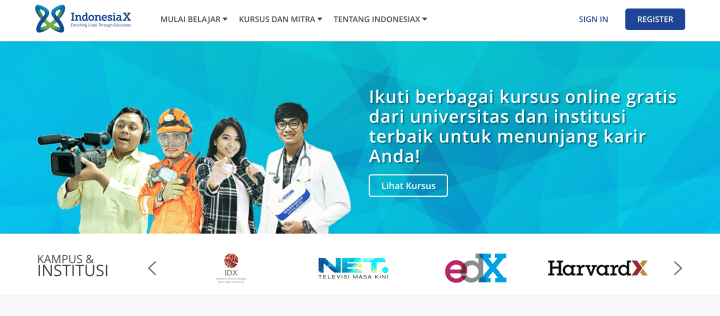 IndonesiaX
Enriching Lives Through Education
MULAI BELAJAR
KURSUS DAN MITRA
TENTANG INDONESIAX
SIGN IN
REGISTER
Ikuti berbagai kursus online gratis
dari universitas dan institusi
terbaik untuk menunjang karir
Anda!
Lihat Kursus
KAMPUS &
INSTITUSI
IDX
NET.
TELEVISI MASA KINI
edX
HarvardX